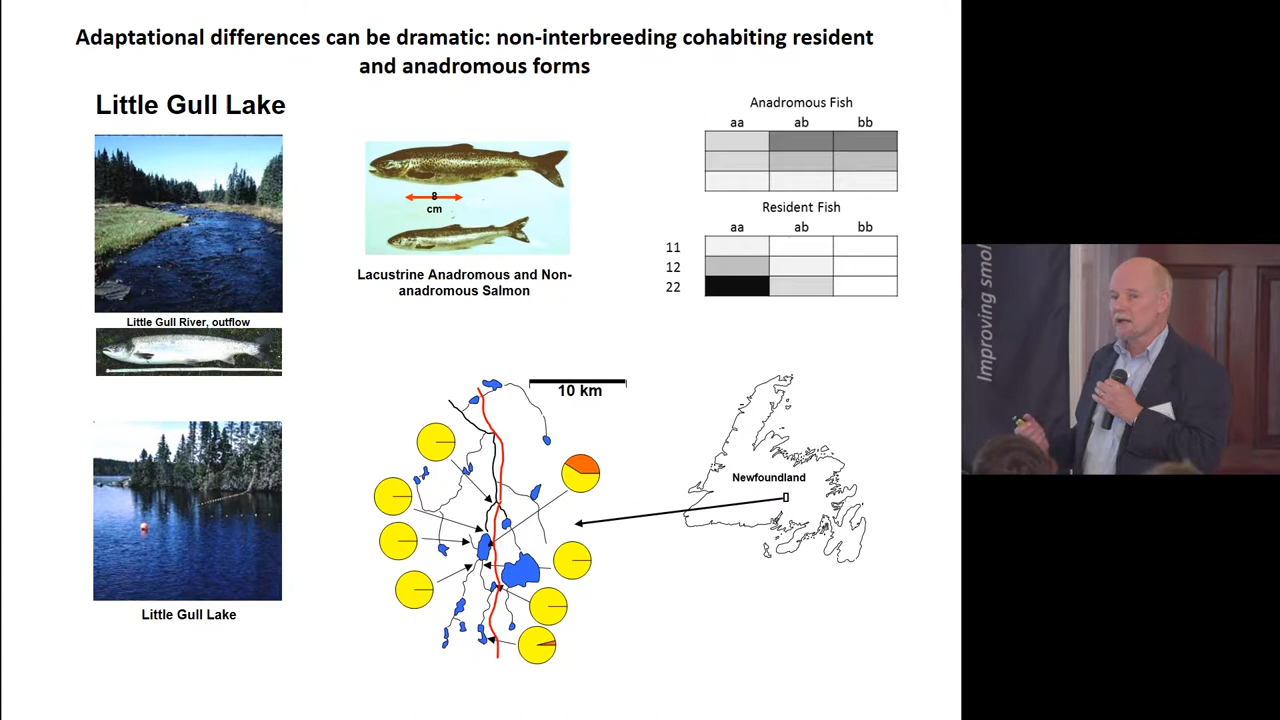 Adaptational differences can be dramatic: non-interbreeding cohabiting resident
and anadromous forms
Little Gull Lake
Little Gull River, outflow
Little Gull Lake
8
cm
Lacustrine Anadromous and Non-
anadromous Salmon
Anadromous Fish
aa ab bb
Resident Fish
aa ab bb
11
12
22
10 km
Newfoundland
Improving smol